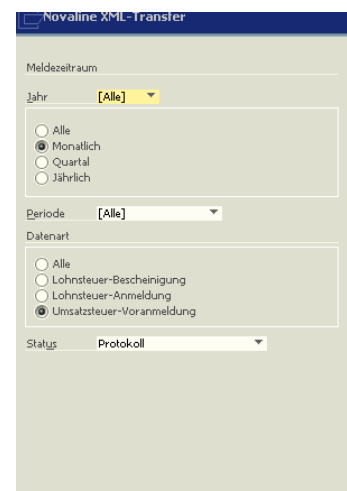 Novaline XML-Transfer
Meldezeitraum
Jahr [Alle]
Alle
Monatlich
Quartal
Jährlich
Periode [Alle]
Datenart
Alle
Lohnsteuer-Bescheinigung
Lohnsteuer-Anmeldung
Umsatzsteuer-Voranmeldung
Status Protokoll